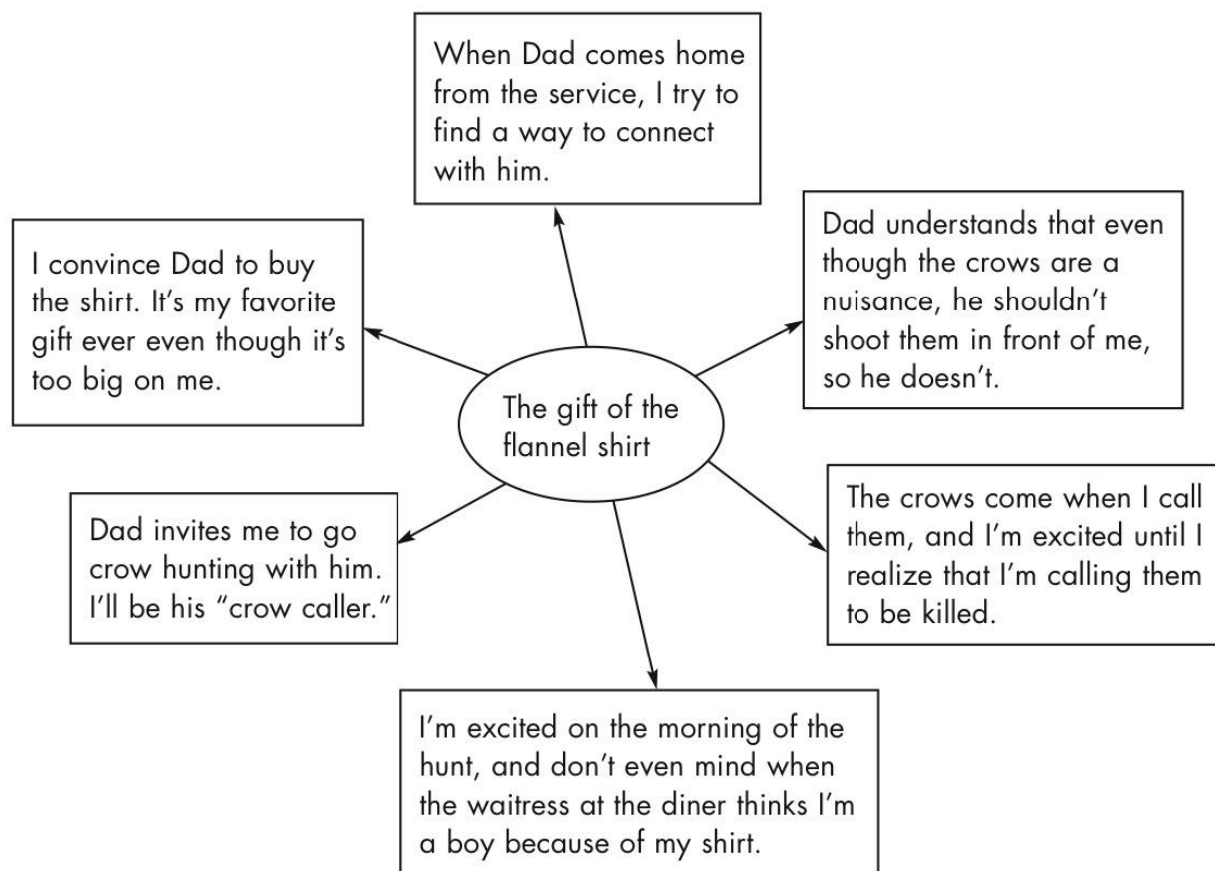 When Dad comes home
from the service, I try to
find a way to connect
with him.
I convince Dad to buy
the shirt. It's my favorite
gift ever even though it's
too big on me.
Dad understands that even
though the crows are a
nuisance, he shouldn't
shoot them in front of me,
so he doesn't.
The gift of the
flannel shirt
Dad invites me to go
crow hunting with him.
I'll be his “crow caller.”
The crows come when I call
them, and I'm excited until I
realize that I'm calling them
to be killed.
I'm excited on the morning of the
hunt, and don't even mind when
the waitress at the diner thinks I'm
a boy because of my shirt.